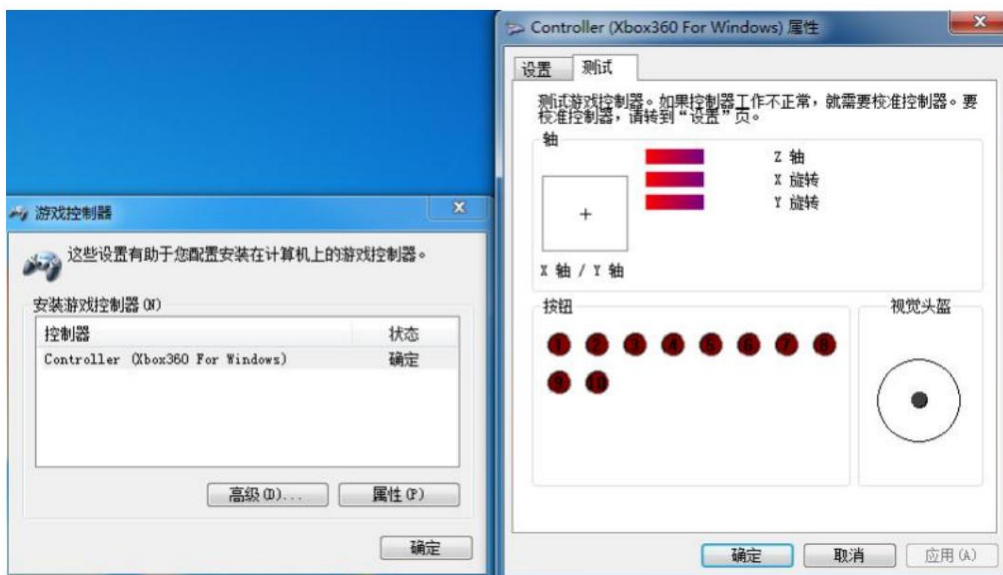 游戏控制器
这些设置有助于您配置安装在计算机上的游戏控制器。
安装游戏控制器(N)
控制器 状态
Controller (Xbox360 For Windows) 确定
高级(D)... 属性(P)
确定
Controller (Xbox360 For Windows) 属性
设置 测试
测试游戏控制器。如果控制器工作不正常，就需要校准控制器。要
校准控制器，请转到“设置”页。
轴
Z 轴
X 旋转
Y 旋转
X 轴 / Y 轴
按钮
1 2 3 4 5 6 7 8
9 10
视觉头盔
确定 取消 应用(A)